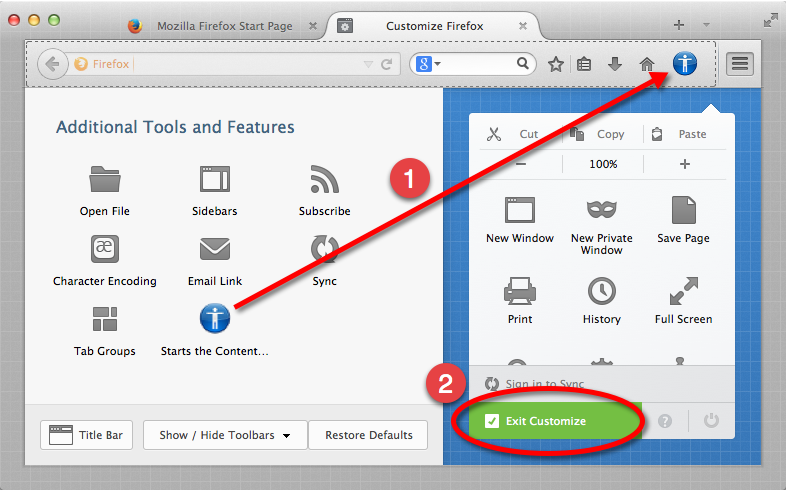 Mozilla Firefox Start Page
Customize Firefox
Firefox
Additional Tools and Features
Open File
Sidebars
Subscribe
Character Encoding
Email Link
Sync
Tab Groups
Starts the Content...
1
Cut
Copy
Paste
100%
New Window
New Private
Window
Save Page
Print
History
Full Screen
2
Sign in to Sync
Exit Customize
Title Bar
Show / Hide Toolbars
Restore Defaults